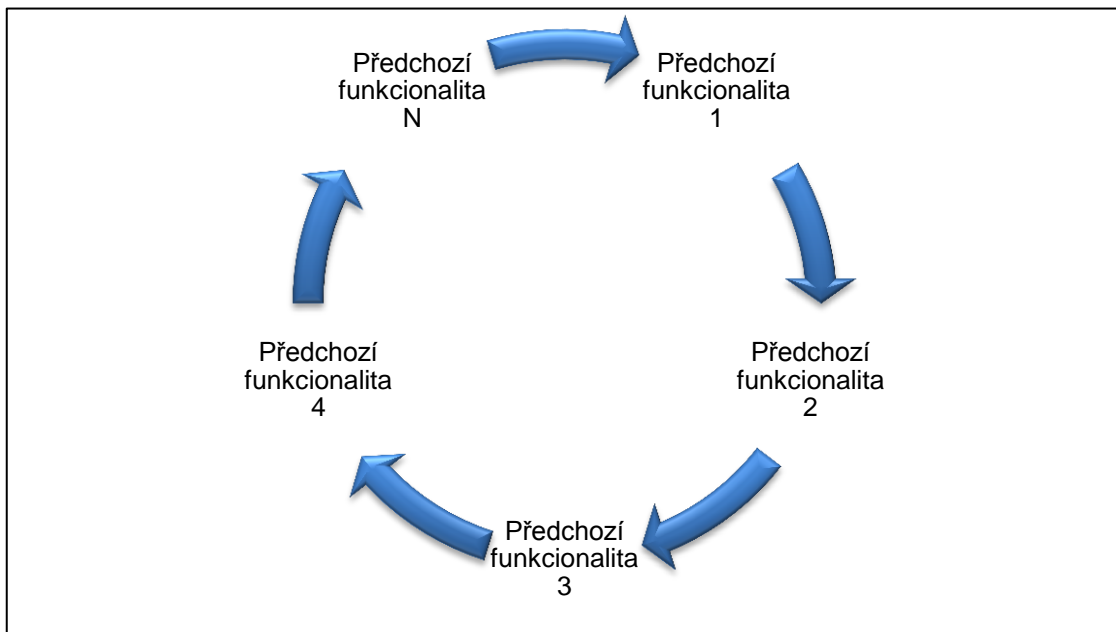 Předchozí
funkcionalita
N
Předchozí
funkcionalita
1
Předchozí
funkcionalita
2
Předchozí
funkcionalita
3
Předchozí
funkcionalita
4